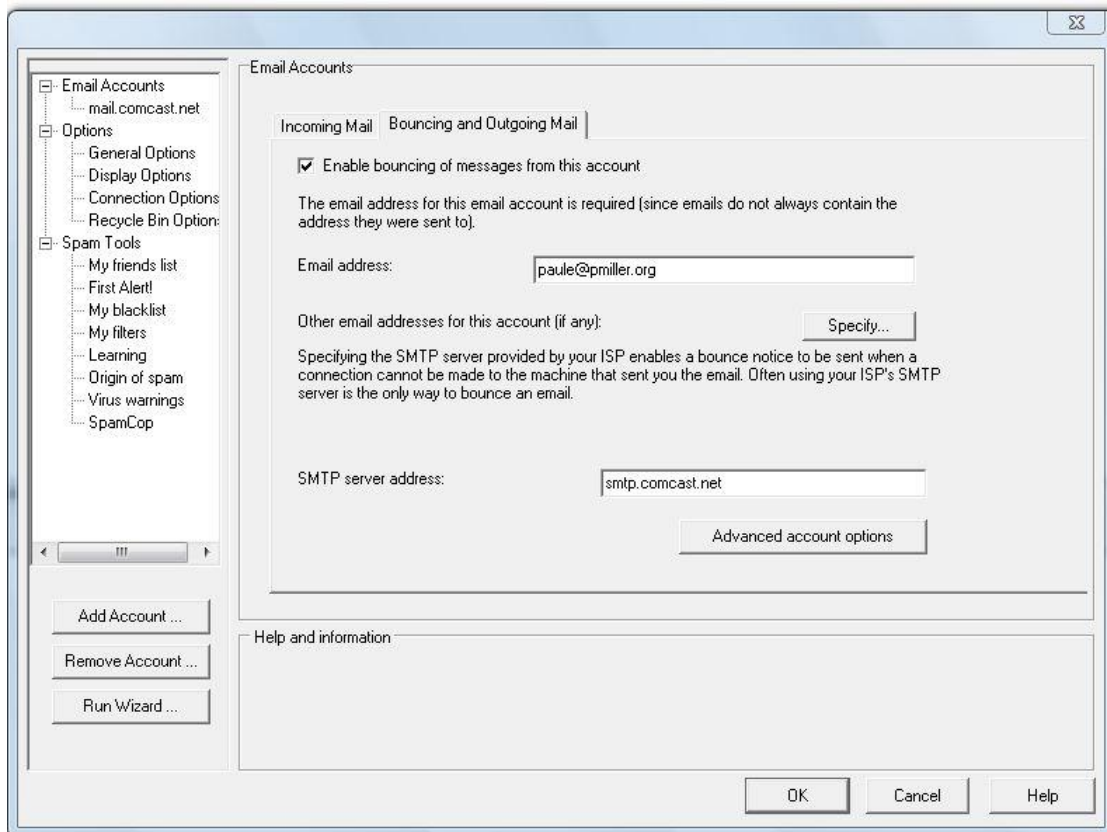 Email Accounts
mail.comcast.net
Options
General Options
Display Options
Connection Options
Recycle Bin Option
Spam Tools
My friends list
First Alert!
My blacklist
My filters
Learning
Origin of spam
Virus warnings
SpamCop
Add Account ...
Remove Account ...
Run Wizard ...
Email Accounts
Incoming Mail
Bouncing and Outgoing Mail
Enable bouncing of messages from this account
The email address for this email account is required (since emails do not always contain the
address they were sent to).
Email address:
paule@pmiller.org
Other email addresses for this account (if any):
Specify...
Specifying the SMTP server provided by your ISP enables a bounce notice to be sent when a
connection cannot be made to the machine that sent you the email. Often using your ISP's SMTP
server is the only way to bounce an email.
SMTP server address:
smtp.comcast.net
Advanced account options
Help and information
OK
Cancel
Help